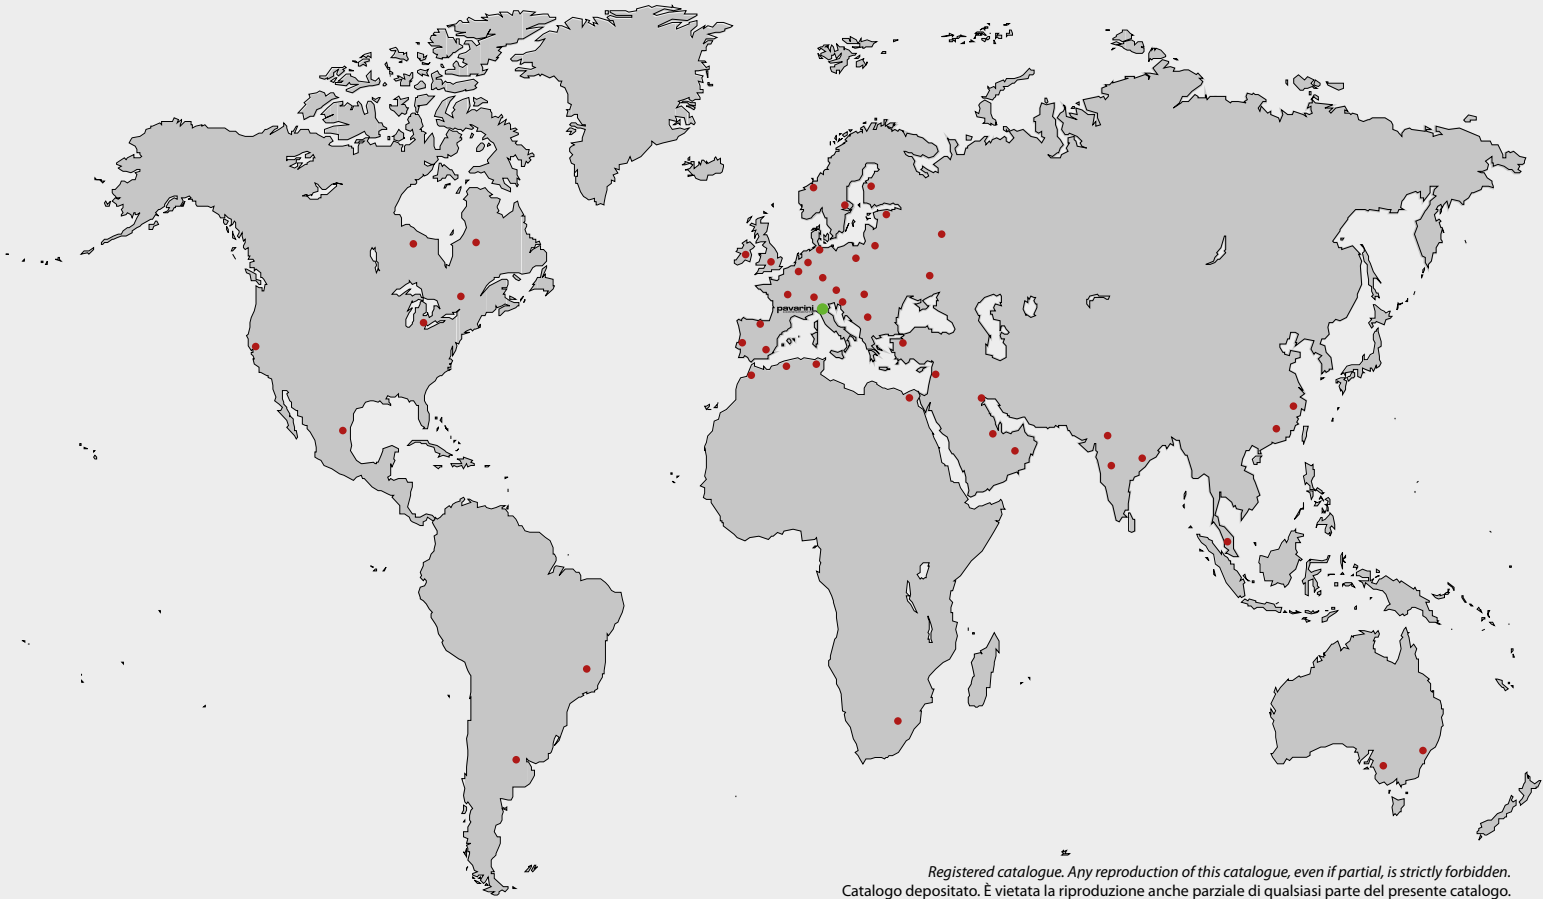 pavarini
Registered catalogue. Any reproduction of this catalogue, even if partial, is strictly forbidden.
Catalogo depositato. È vietata la riproduzione anche parziale di qualsiasi parte del presente catalogo.